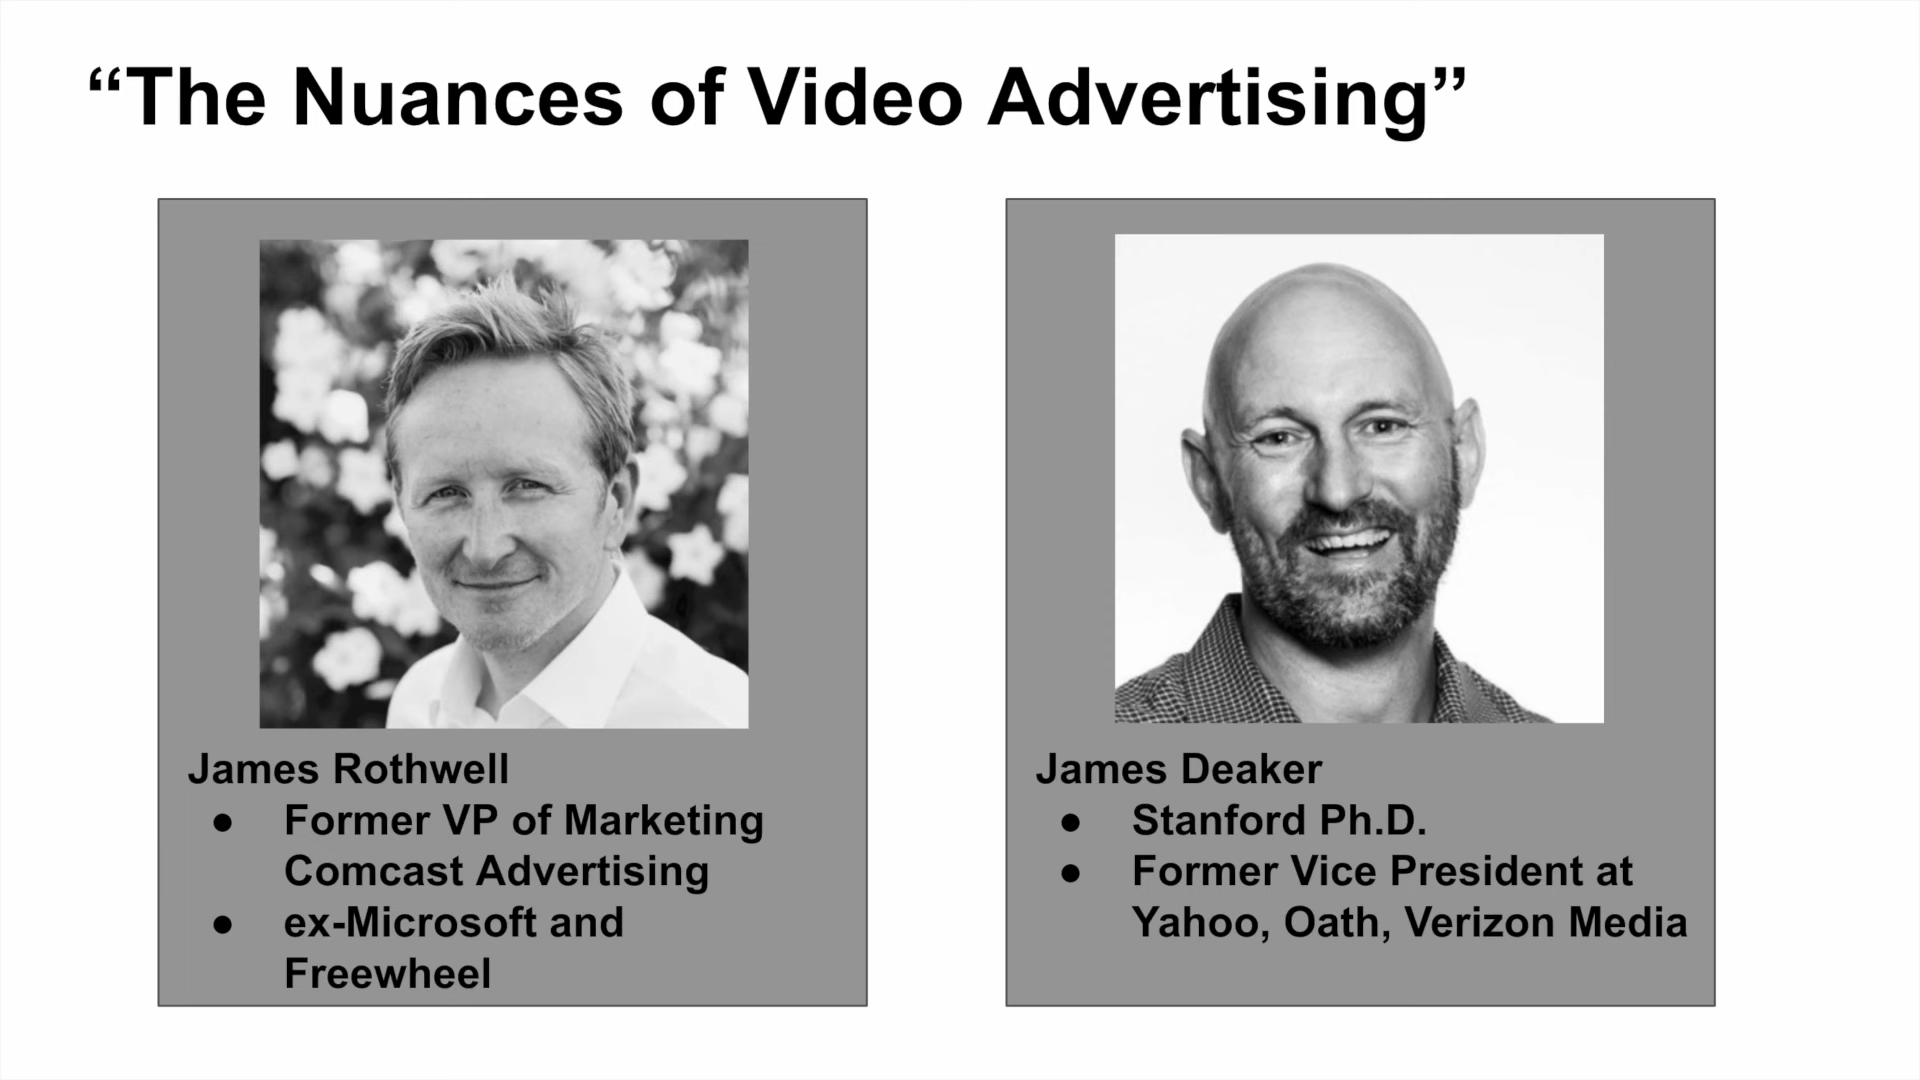 “The Nuances of Video Advertising”
James Rothwell
● Former VP of Marketing
Comcast Advertising
● ex-Microsoft and
Freewheel
James Deaker
● Stanford Ph.D.
● Former Vice President at
Yahoo, Oath, Verizon Media